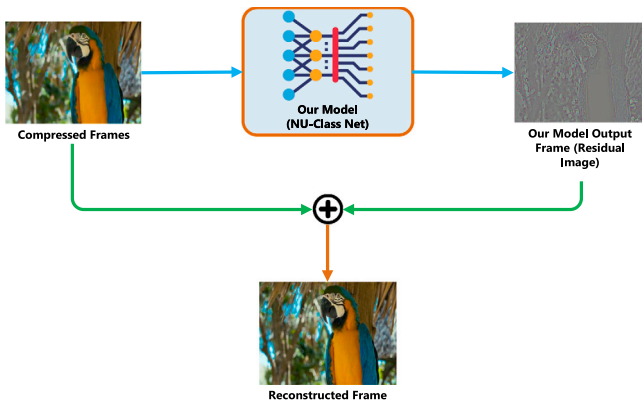 Compressed Frames
Our Model
(NU-Class Net)
Our Model Output
Frame (Residual
Image)
Reconstructed Frame